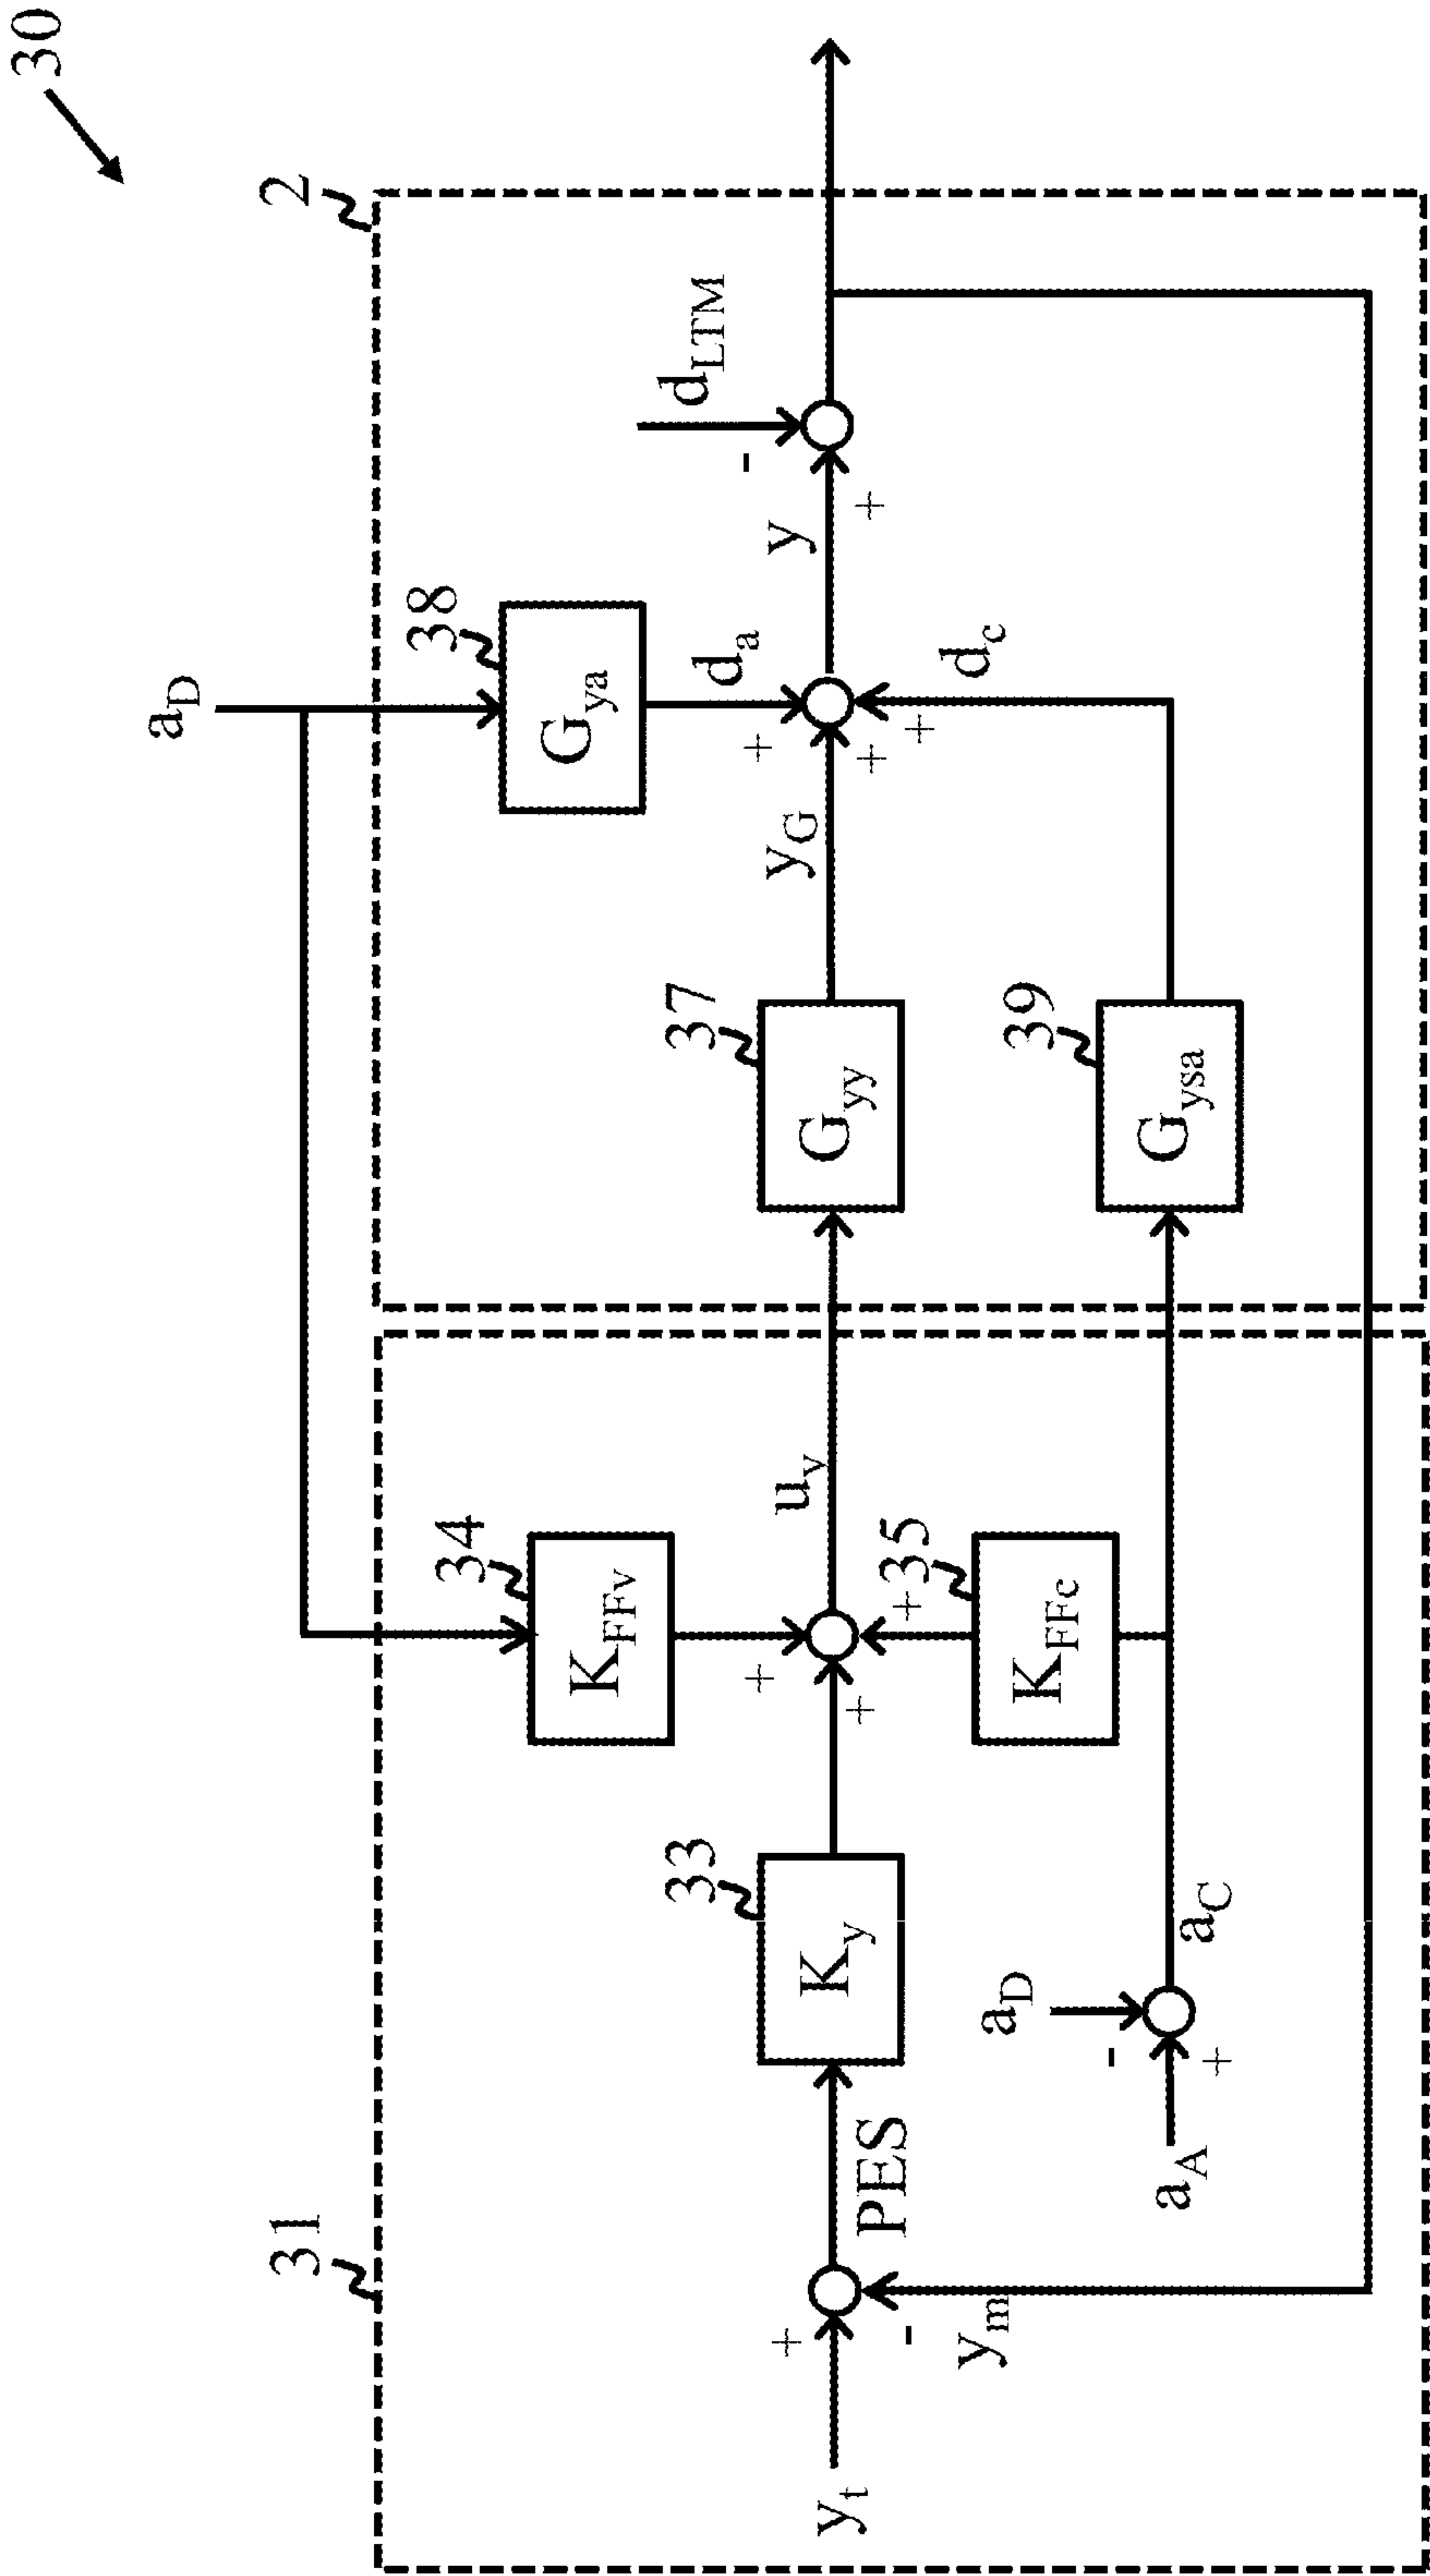 30
2
31
a_D
38
G_ya
d_a
d_LTM
-
34
K_FFv
+
+
y_t
+
-
y_m
PES
33
K_y
+
u_v
37
G_yy
y_G
+
y
+
+
35
K_FFc
+
d_c
39
G_ysa
a_D
-
a_A
+
a_C